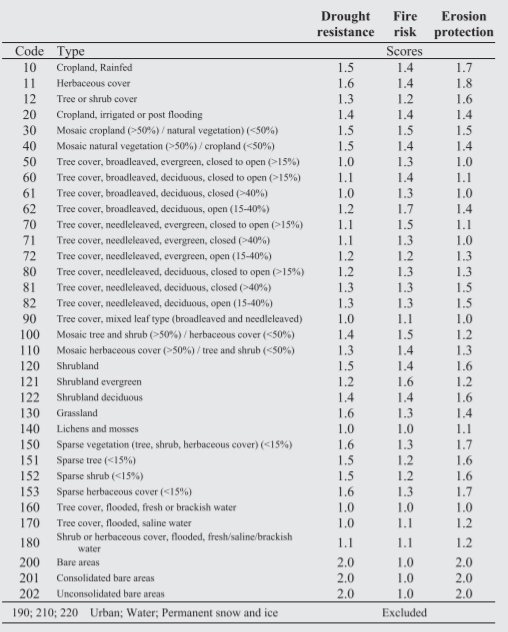 Drought Fire Erosion
resistance risk protection
Code Type Scores
10 Cropland, Rainfed 1.5 1.4 1.7
11 Herbaceous cover 1.6 1.4 1.8
12 Tree or shrub cover 1.3 1.2 1.6
20 Cropland, irrigated or post flooding 1.4 1.4 1.4
30 Mosaic cropland (>50%) / natural vegetation) (<50%) 1.5 1.5 1.5
40 Mosaic natural vegetation (>50%) / cropland (<50%) 1.5 1.4 1.4
50 Tree cover, broadleaved, evergreen, closed to open (>15%) 1.0 1.3 1.0
60 Tree cover, broadleaved, deciduous, closed to open (>15%) 1.1 1.4 1.1
61 Tree cover, broadleaved, deciduous, closed (>40%) 1.0 1.3 1.0
62 Tree cover, broadleaved, deciduous, open (15-40%) 1.2 1.7 1.4
70 Tree cover, needleleaved, evergreen, closed to open (>15%) 1.1 1.5 1.1
71 Tree cover, needleleaved, evergreen, closed (>40%) 1.1 1.3 1.0
72 Tree cover, needleleaved, evergreen, open (15-40%) 1.2 1.2 1.3
80 Tree cover, needleleaved, deciduous, closed to open (>15%) 1.2 1.3 1.3
81 Tree cover, needleleaved, deciduous, closed (>40%) 1.3 1.3 1.5
82 Tree cover, needleleaved, deciduous, open (15-40%) 1.3 1.3 1.5
90 Tree cover, mixed leaf type (broadleaved and needleleaved) 1.0 1.1 1.0
100 Mosaic tree and shrub (>50%) / herbaceous cover (<50%) 1.4 1.5 1.2
110 Mosaic herbaceous cover (>50%) / tree and shrub (<50%) 1.3 1.4 1.3
120 Shrubland 1.5 1.4 1.6
121 Shrubland evergreen 1.2 1.6 1.2
122 Shrubland deciduous 1.4 1.4 1.6
130 Grassland 1.6 1.3 1.4
140 Lichens and mosses 1.0 1.0 1.1
150 Sparse vegetation (tree, shrub, herbaceous cover) (<15%) 1.6 1.3 1.7
151 Sparse tree (<15%) 1.5 1.2 1.6
152 Sparse shrub (<15%) 1.5 1.2 1.6
153 Sparse herbaceous cover (<15%) 1.6 1.3 1.7
160 Tree cover, flooded, fresh or brackish water 1.0 1.0 1.0
170 Tree cover, flooded, saline water 1.0 1.1 1.2
180 Shrub or herbaceous cover, flooded, fresh/saline/brackish 1.1 1.1 1.2
water
200 Bare areas 2.0 1.0 2.0
201 Consolidated bare areas 2.0 1.0 2.0
202 Unconsolidated bare areas 2.0 1.0 2.0
190; 210; 220 Urban; Water; Permanent snow and ice Excluded